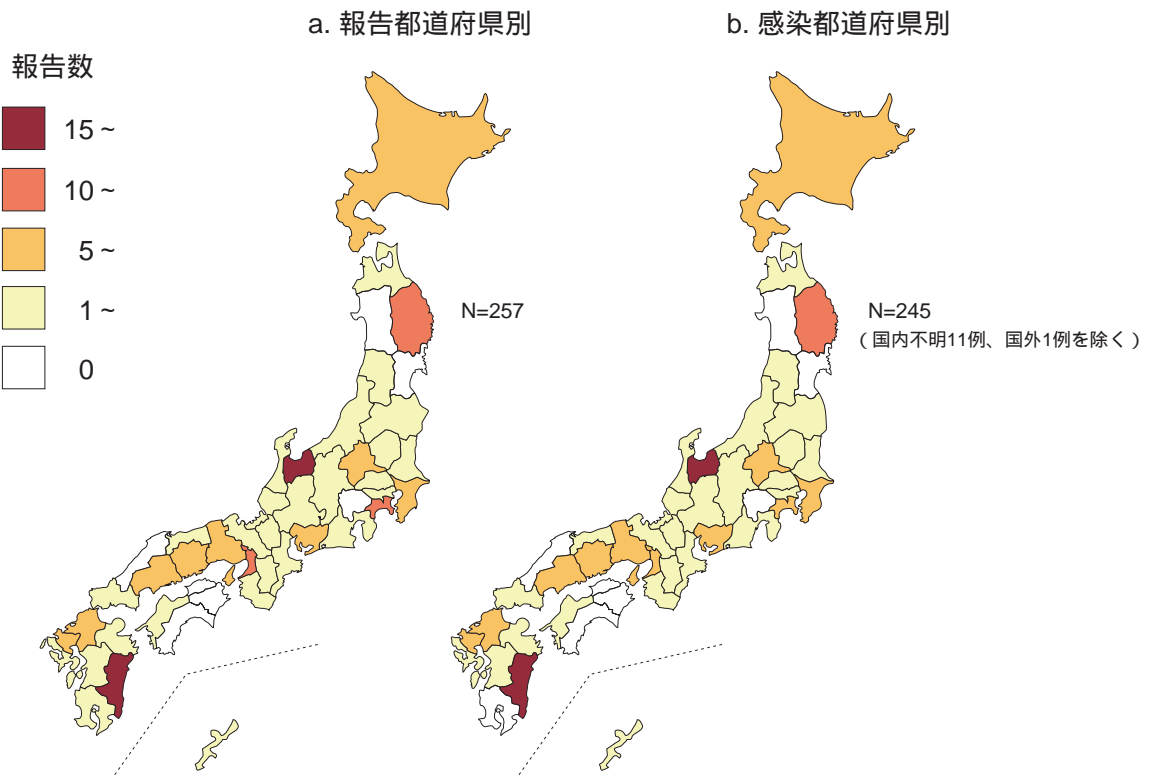 a. 報告都道府県別
b. 感染都道府県別
報告数
15 ~
10 ~
5 ~
1 ~
0
N=257
N=245
（国内不明11例、国外1例を除く）